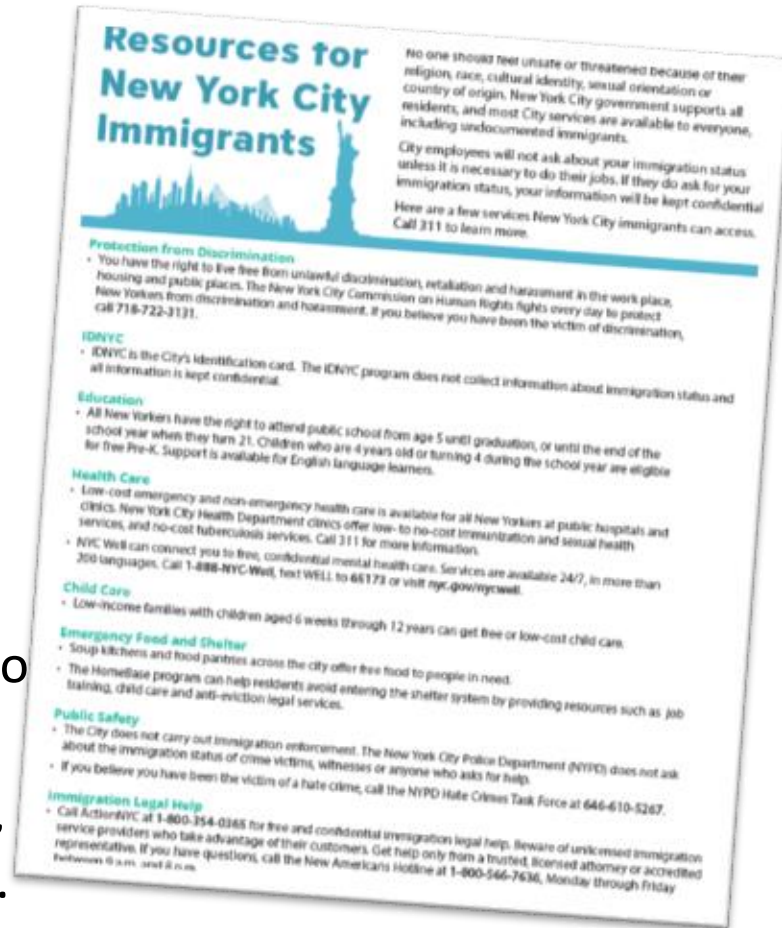 Resources for
New York City
Immigrants
No one should feel unsafe or threatened because of their
religion, race, cultural identity, sexual orientation or
country of origin. New York City government supports all
residents, and most City services are available to everyone,
including undocumented immigrants.
City employees will not ask about your immigration status
unless it is necessary to do their jobs. If they do ask for your
immigration status, your information will be kept confidential
Here are a few services New York City immigrants can access.
Call 311 to learn more.
Protection from Discrimination
• You have the right to live free from unlawful discrimination, retaliation and harassment in the work place,
housing and public places. The New York City Commission on Human Rights fights every day to protect
New Yorkers from discrimination and harassment. If you believe you have been the victim of discrimination,
call 718-722-3131.
IDNYC
• IDNYC is the City's identification card. The IDNYC program does not collect information about immigration status and
all information is kept confidential.
Education
• All New Yorkers have the right to attend public school from age 5 until graduation, or until the end of the
school year when they turn 21. Children who are 4 years old or turning 4 during the school year are eligible
for free Pre-K. Support is available for English language learners.
Health Care
• Low-cost emergency and non-emergency health care is available for all New Yorkers at public hospitals and
clinics. New York City Health Department clinics offer low- to no-cost immunization and sexual health
services, and no-cost tuberculosis services. Call 311 for more information.
• NYC Well can connect you to free, confidential mental health care. Services are available 24/7, in more than
200 languages. Call 1-888-NYC-Well, text WELL to 65173 or visit nyc.gov/nycwell.
Child Care
• Low-income families with children aged 6 weeks through 12 years can get free or low-cost child care.
Emergency Food and Shelter
• Soup kitchens and food pantries across the city offer free food to people in need.
• The HomeBase program can help residents avoid entering the shelter system by providing resources such as job
training, child care and anti-eviction legal services.
Public Safety
• The City does not carry out immigration enforcement. The New York City Police Department (NYPD) does not ask
about the immigration status of crime victims, witnesses or anyone who asks for help.
• If you believe you have been the victim of a hate crime, call the NYPD Hate Crimes Task Force at 646-610-5267.
Immigration Legal Help
• Call ActionNYC at 1-800-354-0365 for free and confidential immigration legal help. Beware of unlicensed immigration
service providers who take advantage of their customers. Get help only from a trusted, licensed attorney or accredited
representative. If you have questions, call the New Americans Hotline at 1-800-566-7636, Monday through Friday
between 9 a.m. and 8 p.m.
o
,
.